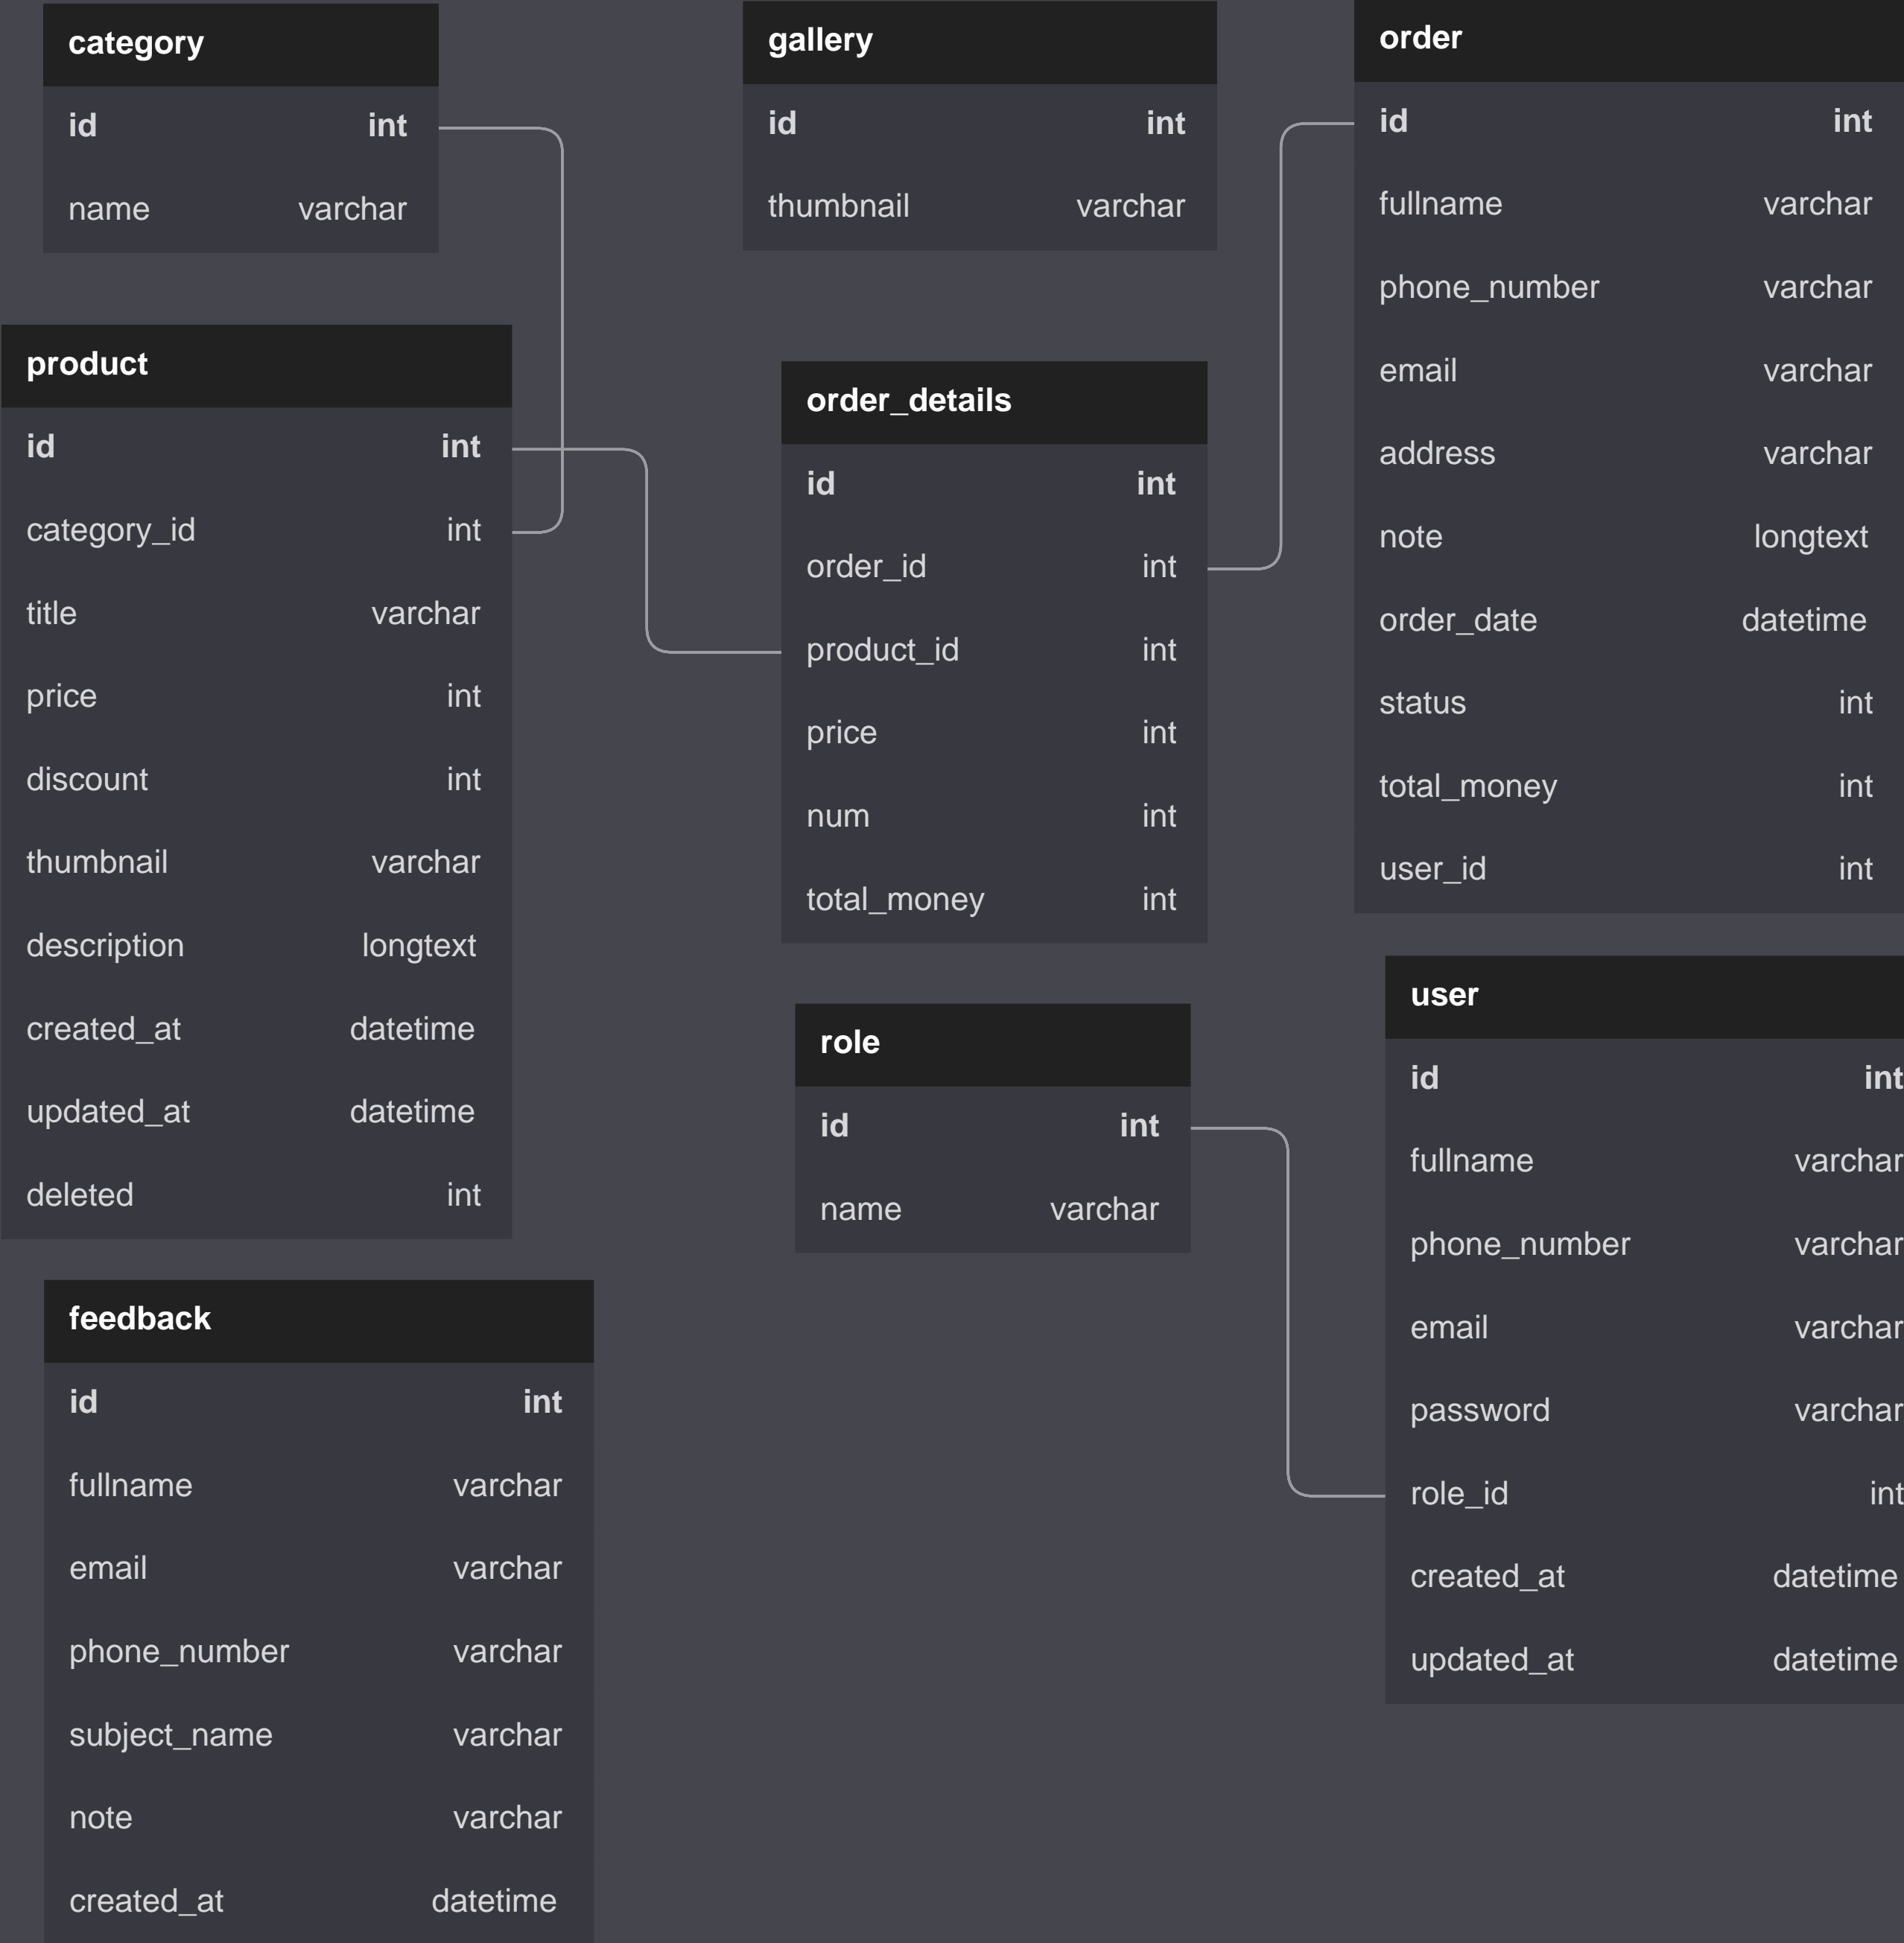 category
id int
name varchar
gallery
id int
thumbnail varchar
order
id int
fullname varchar
phone_number varchar
email varchar
address varchar
note longtext
order_date datetime
status int
total_money int
user_id int
product
id int
category_id int
title varchar
price int
discount int
thumbnail varchar
description longtext
created_at datetime
updated_at datetime
deleted int
order_details
id int
order_id int
product_id int
price int
num int
total_money int
role
id int
name varchar
user
id int
fullname varchar
phone_number varchar
email varchar
password varchar
role_id int
created_at datetime
updated_at datetime
feedback
id int
fullname varchar
email varchar
phone_number varchar
subject_name varchar
note varchar
created_at datetime